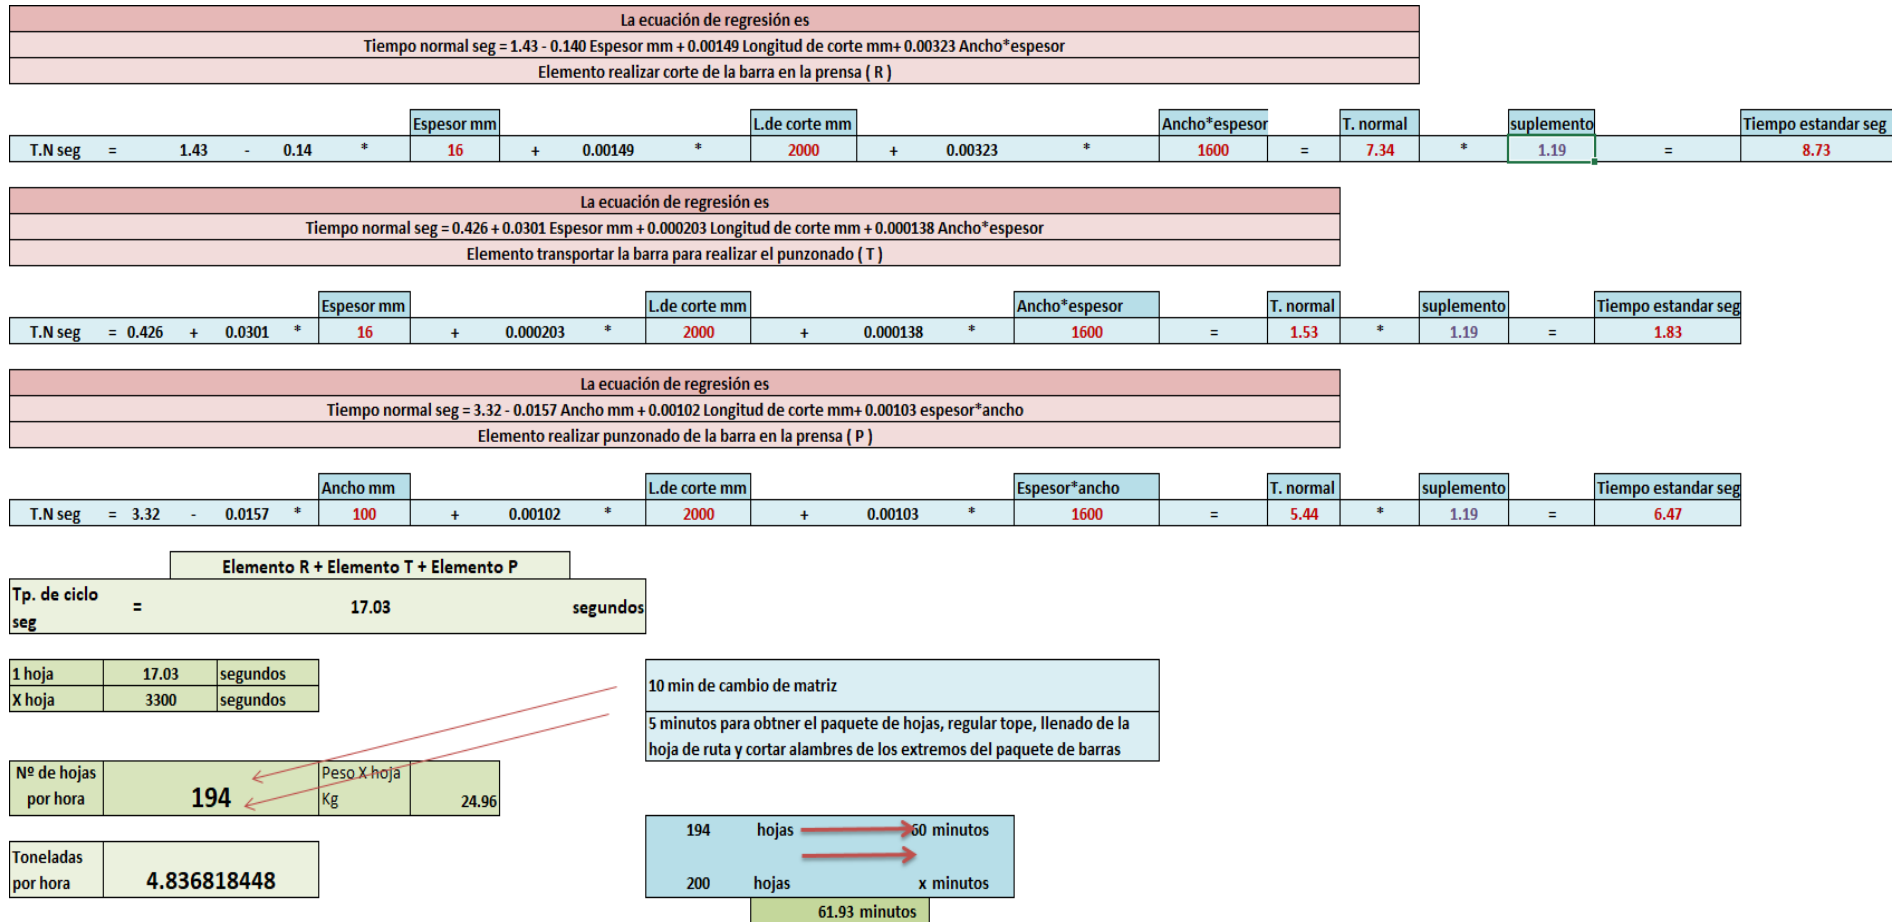 La ecuación de regresión es
Tiempo normal seg = 1.43 - 0.140 Espesor mm + 0.00149 Longitud de corte mm+ 0.00323 Ancho*espesor
Elemento realizar corte de la barra en la prensa ( R )
Espesor mm L.de corte mm Ancho*espesor T. normal suplemento Tiempo estandar seg
T.N seg = 1.43 - 0.14 * 16 + 0.00149 * 2000 + 0.00323 * 1600 = 7.34 * 1.19 = 8.73
La ecuación de regresión es
Tiempo normal seg = 0.426 + 0.0301 Espesor mm + 0.000203 Longitud de corte mm + 0.000138 Ancho*espesor
Elemento transportar la barra para realizar el punzonado ( T )
Espesor mm L.de corte mm Ancho*espesor T. normal suplemento Tiempo estandar seg
T.N seg = 0.426 + 0.0301 * 16 + 0.000203 * 2000 + 0.000138 * 1600 = 1.53 * 1.19 = 1.83
La ecuación de regresión es
Tiempo normal seg = 3.32 - 0.0157 Ancho mm + 0.00102 Longitud de corte mm+ 0.00103 espesor*ancho
Elemento realizar punzonado de la barra en la prensa ( P )
Ancho mm L.de corte mm Espesor*ancho T. normal suplemento Tiempo estandar seg
T.N seg = 3.32 - 0.0157 * 100 + 0.00102 * 2000 + 0.00103 * 1600 = 5.44 * 1.19 = 6.47
Elemento R + Elemento T + Elemento P
Tp. de ciclo
seg
= 17.03 segundos
1 hoja 17.03 segundos
X hoja 3300 segundos
10 min de cambio de matriz
5 minutos para obtner el paquete de hojas, regular tope, llenado de la
hoja de ruta y cortar alambres de los extremos del paquete de barras
Nº de hojas
por hora
194
Peso X hoja
Kg
24.96
194 hojas 60 minutos
200 hojas x minutos
61.93 minutos
Toneladas
por hora
4.836818448